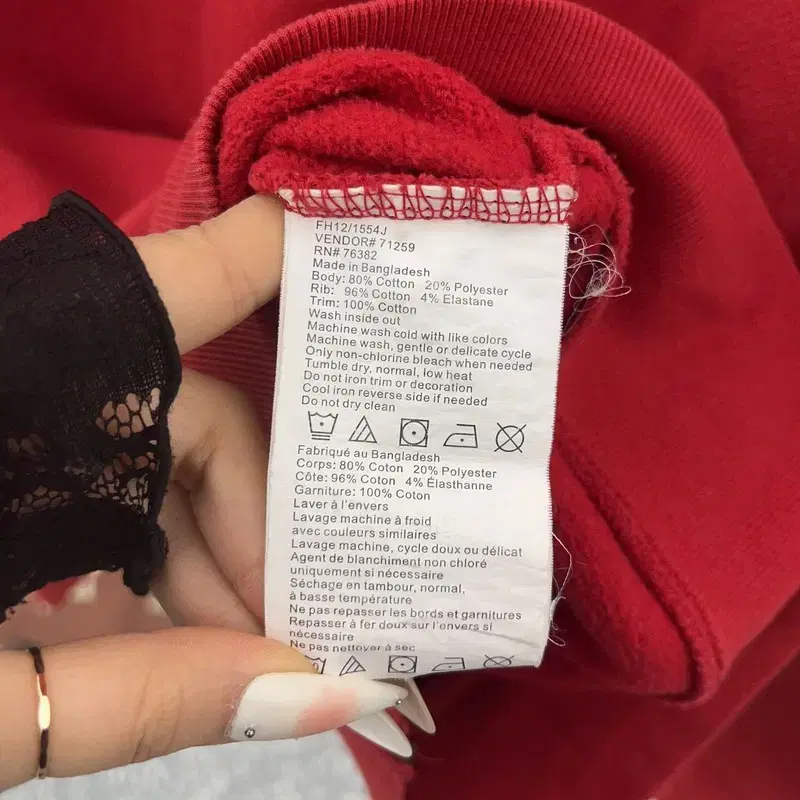 FH12/1554J
VENDOR# 71259
RN# 76382
Made in Bangladesh
Body: 80% Cotton 20% Polyester
Rib: 96% Cotton 4% Elastane
Trim: 100% Cotton
Wash inside out
Machine wash cold with like colors
Machine wash, gentle or delicate cycle
Only non-chlorine bleach when needed
Tumble dry, normal, low heat
Do not iron trim or decoration
Cool iron reverse side if needed
Do not dry clean
Fabriqué au Bangladesh
Corps: 80% Coton 20% Polyester
Côte: 96% Coton 4% Élasthanne
Garniture: 100% Coton
Laver à l'envers
Lavage machine à froid
avec couleurs similaires
Lavage machine, cycle doux ou délicat
Agent de blanchiment non chloré
uniquement si nécessaire
Séchage en tambour, normal,
à basse température
Ne pas repasser les bords et garnitures
Repasser à fer doux sur l'envers si
nécessaire
Ne pas nettoyer à sec